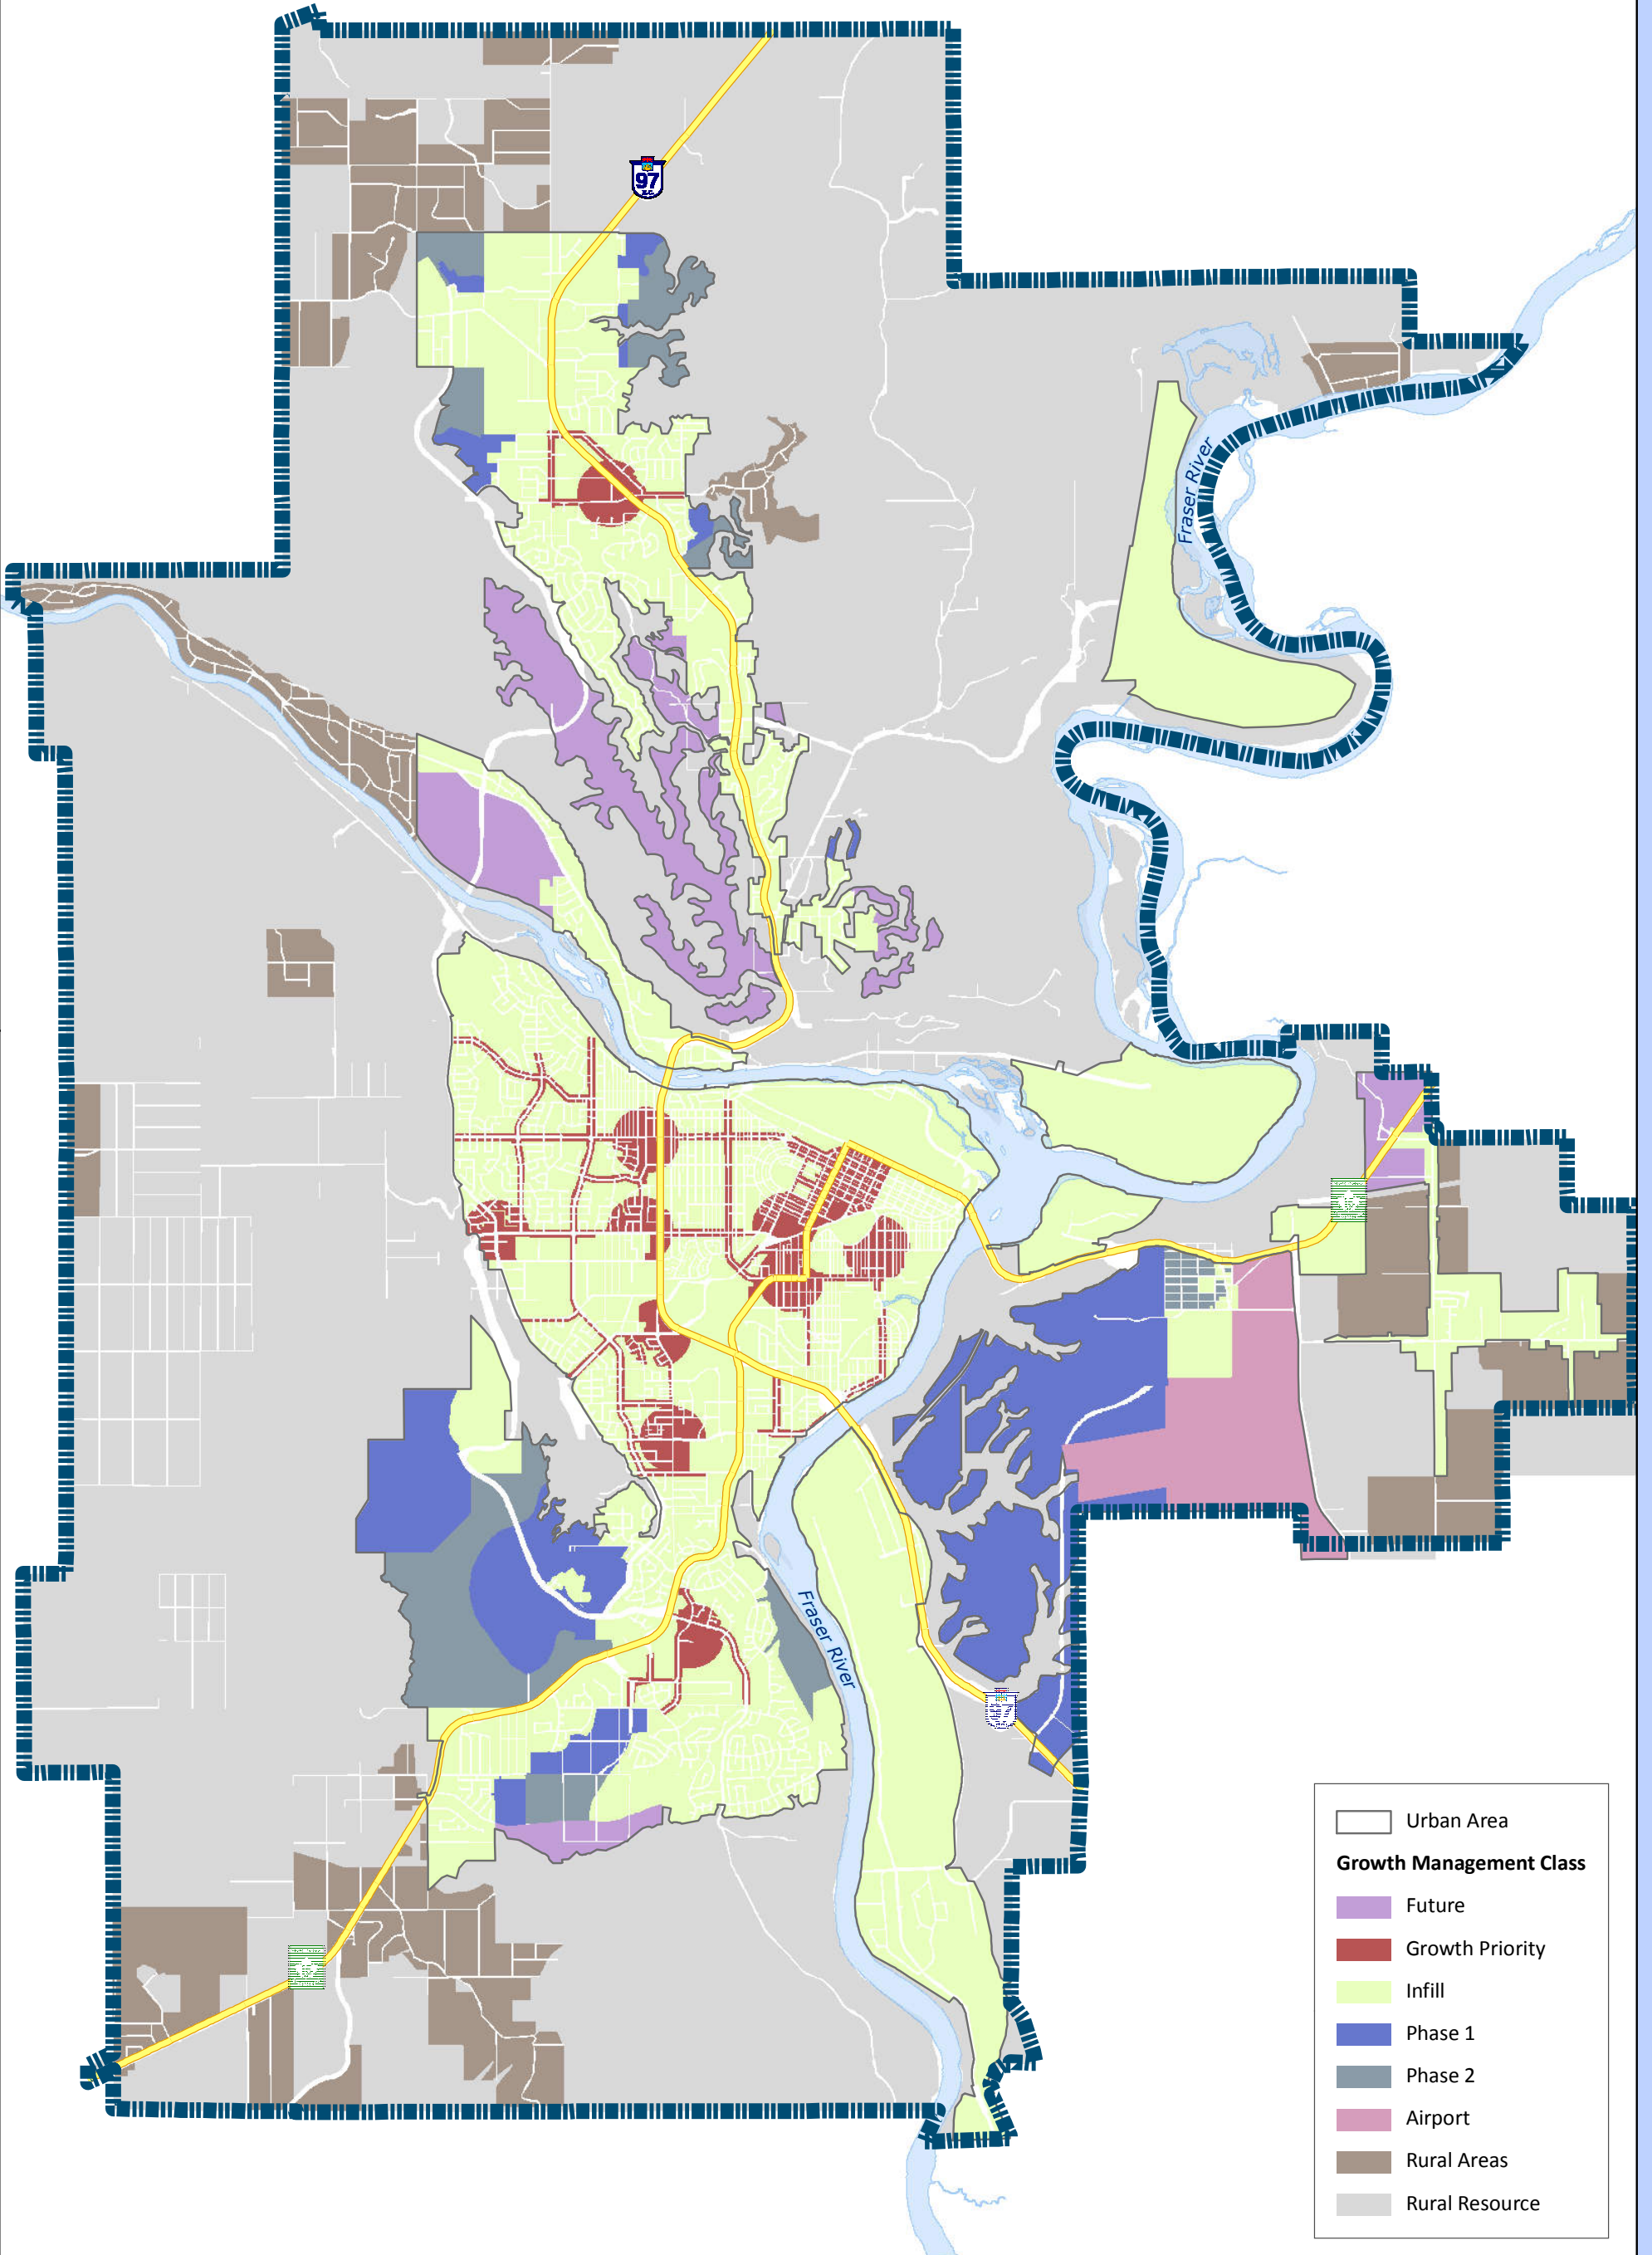 97
B.C.
Fraser River
Fraser River
97
Urban Area
Growth Management Class
Future
Growth Priority
Infill
Phase 1
Phase 2
Airport
Rural Areas
Rural Resource